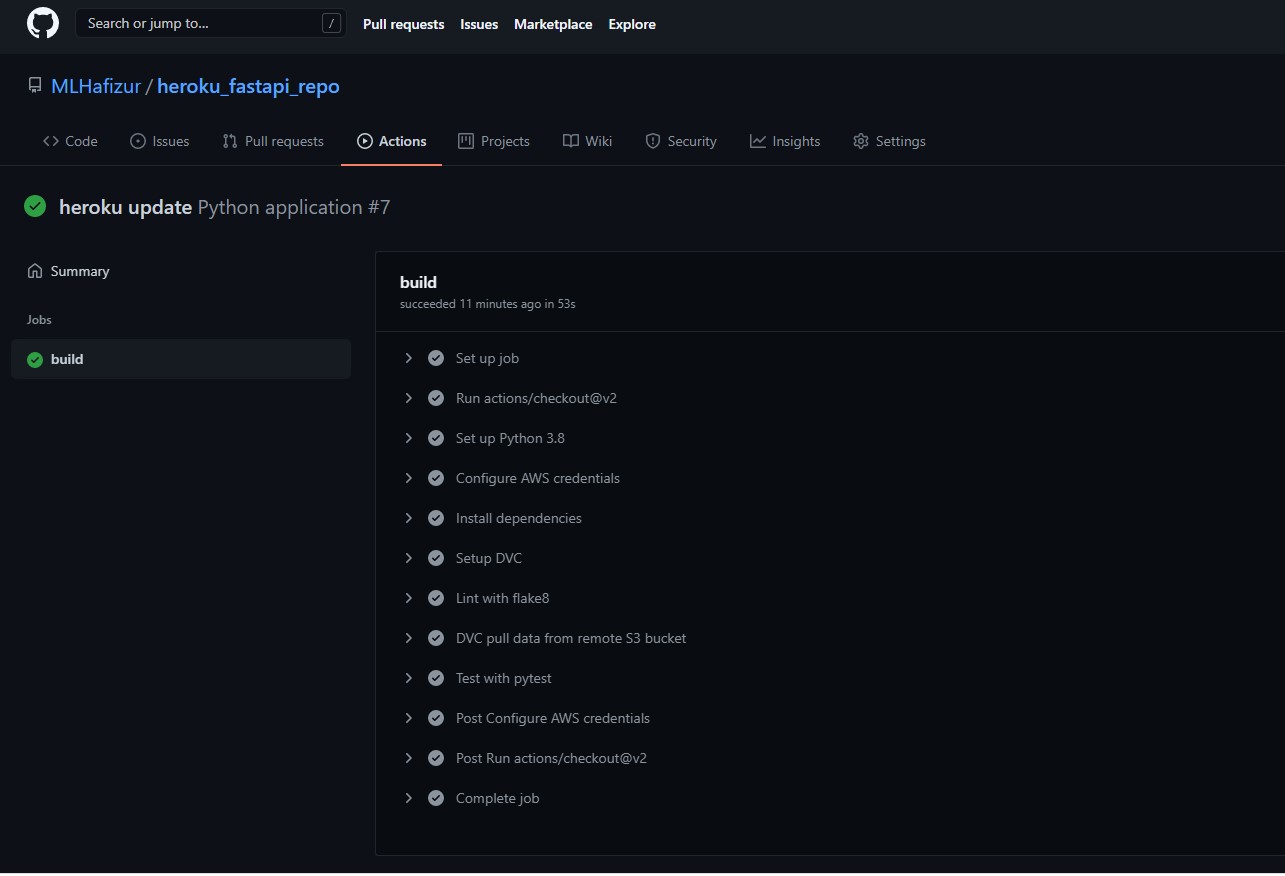 Search or jump to... /
Pull requests Issues Marketplace Explore
MLHafizur / heroku_fastapi_repo
Code Issues Pull requests Actions Projects Wiki Security Insights Settings
heroku update Python application #7
Summary
Jobs
build
build
succeeded 11 minutes ago in 53s
Set up job
Run actions/checkout@v2
Set up Python 3.8
Configure AWS credentials
Install dependencies
Setup DVC
Lint with flake8
DVC pull data from remote S3 bucket
Test with pytest
Post Configure AWS credentials
Post Run actions/checkout@v2
Complete job